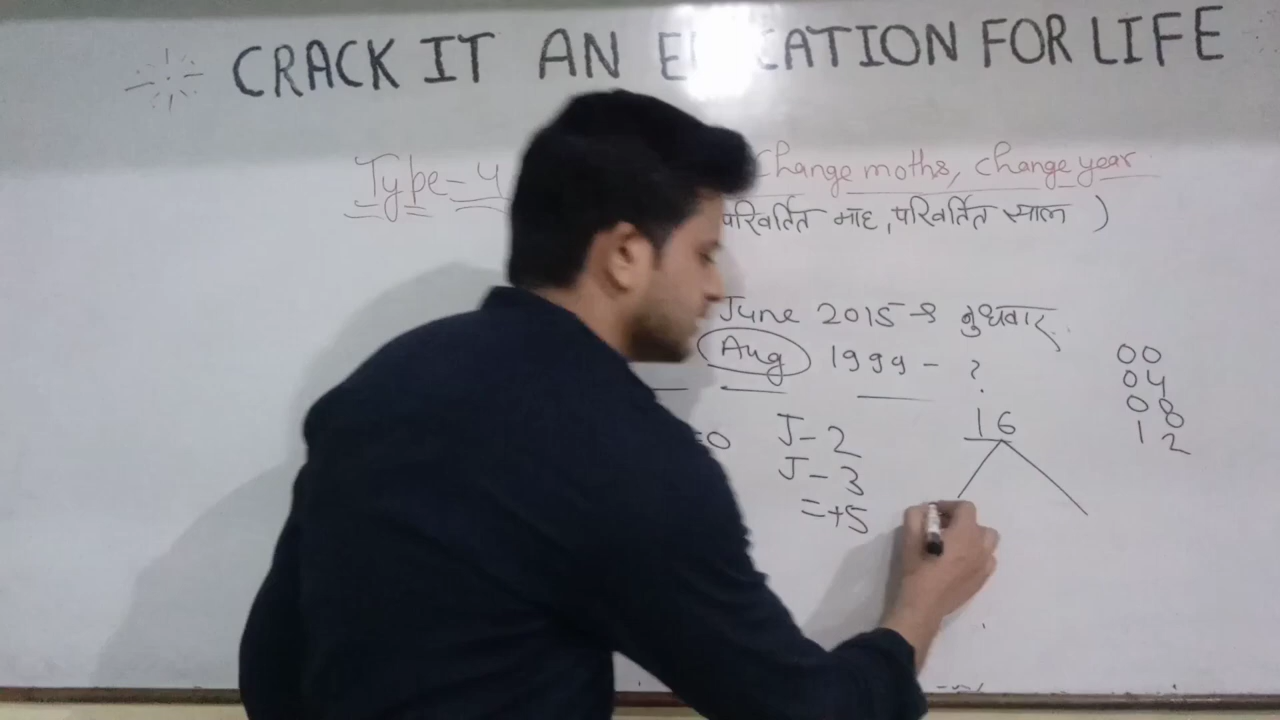 CRACK IT AN CATION FOR LIFE
Type-4 Change moths, change year
परिवर्तित माह, परिवर्तित साल )
June 2015 बुधवार
Aug 1999 - ?
=0 J-2 16
J-3
=+5
00
04
08
12